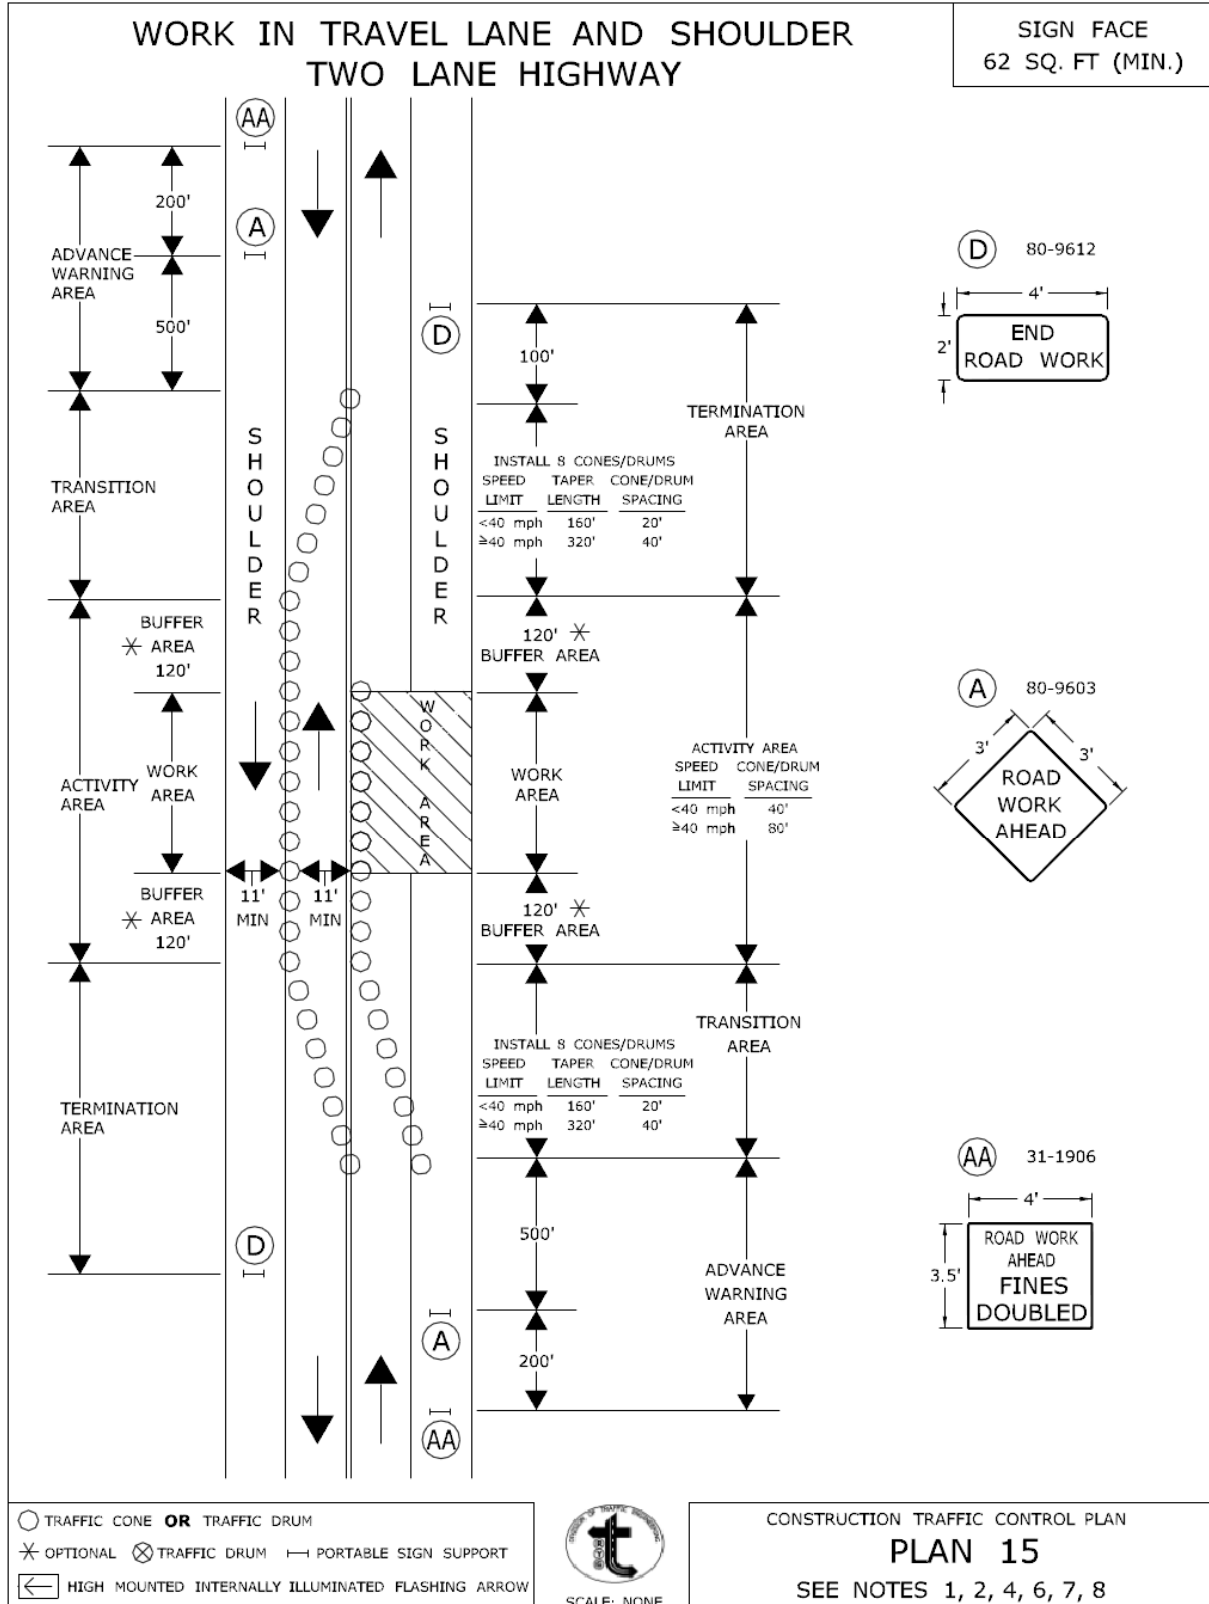 WORK IN TRAVEL LANE AND SHOULDER
TWO LANE HIGHWAY
SIGN FACE
62 SQ. FT (MIN.)
AA
200'
A
ADVANCE
WARNING
AREA
500'
D
100'
TERMINATION
AREA
D 80-9612
4'
2'
END
ROAD WORK
SHOULDER
SHOULDER
TRANSITION
AREA
INSTALL 8 CONES/DRUMS
SPEED TAPER CONE/DRUM
LIMIT LENGTH SPACING
<40 mph 160' 20'
≥40 mph 320' 40'
BUFFER
* AREA
120'
120' *
BUFFER AREA
WORK AREA
ACTIVITY
AREA
WORK
AREA
WORK
AREA
ACTIVITY AREA
SPEED CONE/DRUM
LIMIT SPACING
<40 mph 40'
≥40 mph 80'
A 80-9603
3'
3'
ROAD
WORK
AHEAD
BUFFER
* AREA
120'
11'
MIN
11'
MIN
120' *
BUFFER AREA
TRANSITION
AREA
INSTALL 8 CONES/DRUMS
SPEED TAPER CONE/DRUM
LIMIT LENGTH SPACING
<40 mph 160' 20'
≥40 mph 320' 40'
TERMINATION
AREA
D
500'
ADVANCE
WARNING
AREA
A
200'
AA
AA 31-1906
4'
3.5'
ROAD WORK
AHEAD
FINES
DOUBLED
TRAFFIC CONE OR TRAFFIC DRUM
* OPTIONAL TRAFFIC DRUM PORTABLE SIGN SUPPORT
HIGH MOUNTED INTERNALLY ILLUMINATED FLASHING ARROW
DIVISION OF TRAFFIC ENGINEERING
SCALE: NONE
CONSTRUCTION TRAFFIC CONTROL PLAN
PLAN 15
SEE NOTES 1, 2, 4, 6, 7, 8